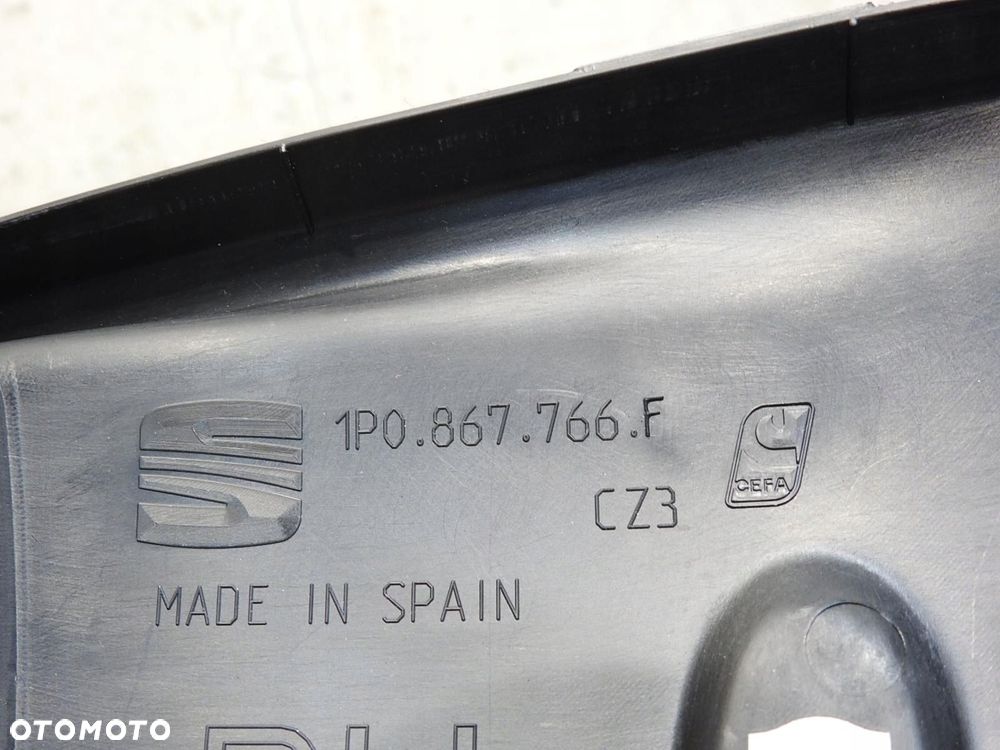 1P0.867.766.F
CZ3
CEFA
MADE IN SPAIN
OTOMOTO